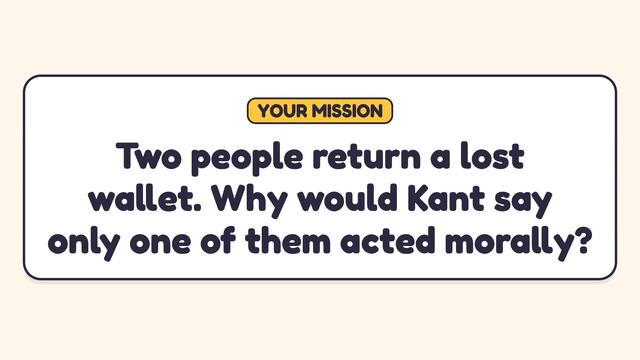 YOUR MISSION
Two people return a lost
wallet. Why would Kant say
only one of them acted morally?